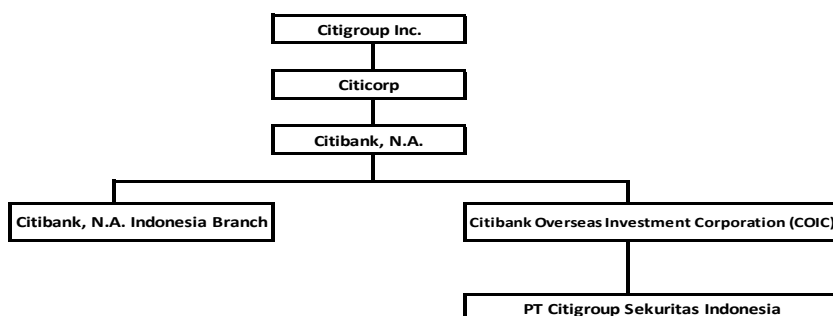 Citigroup Inc.
Citicorp
Citibank, N.A.
Citibank, N.A. Indonesia Branch
Citibank Overseas Investment Corporation (COIC)
PT Citigroup Sekuritas Indonesia